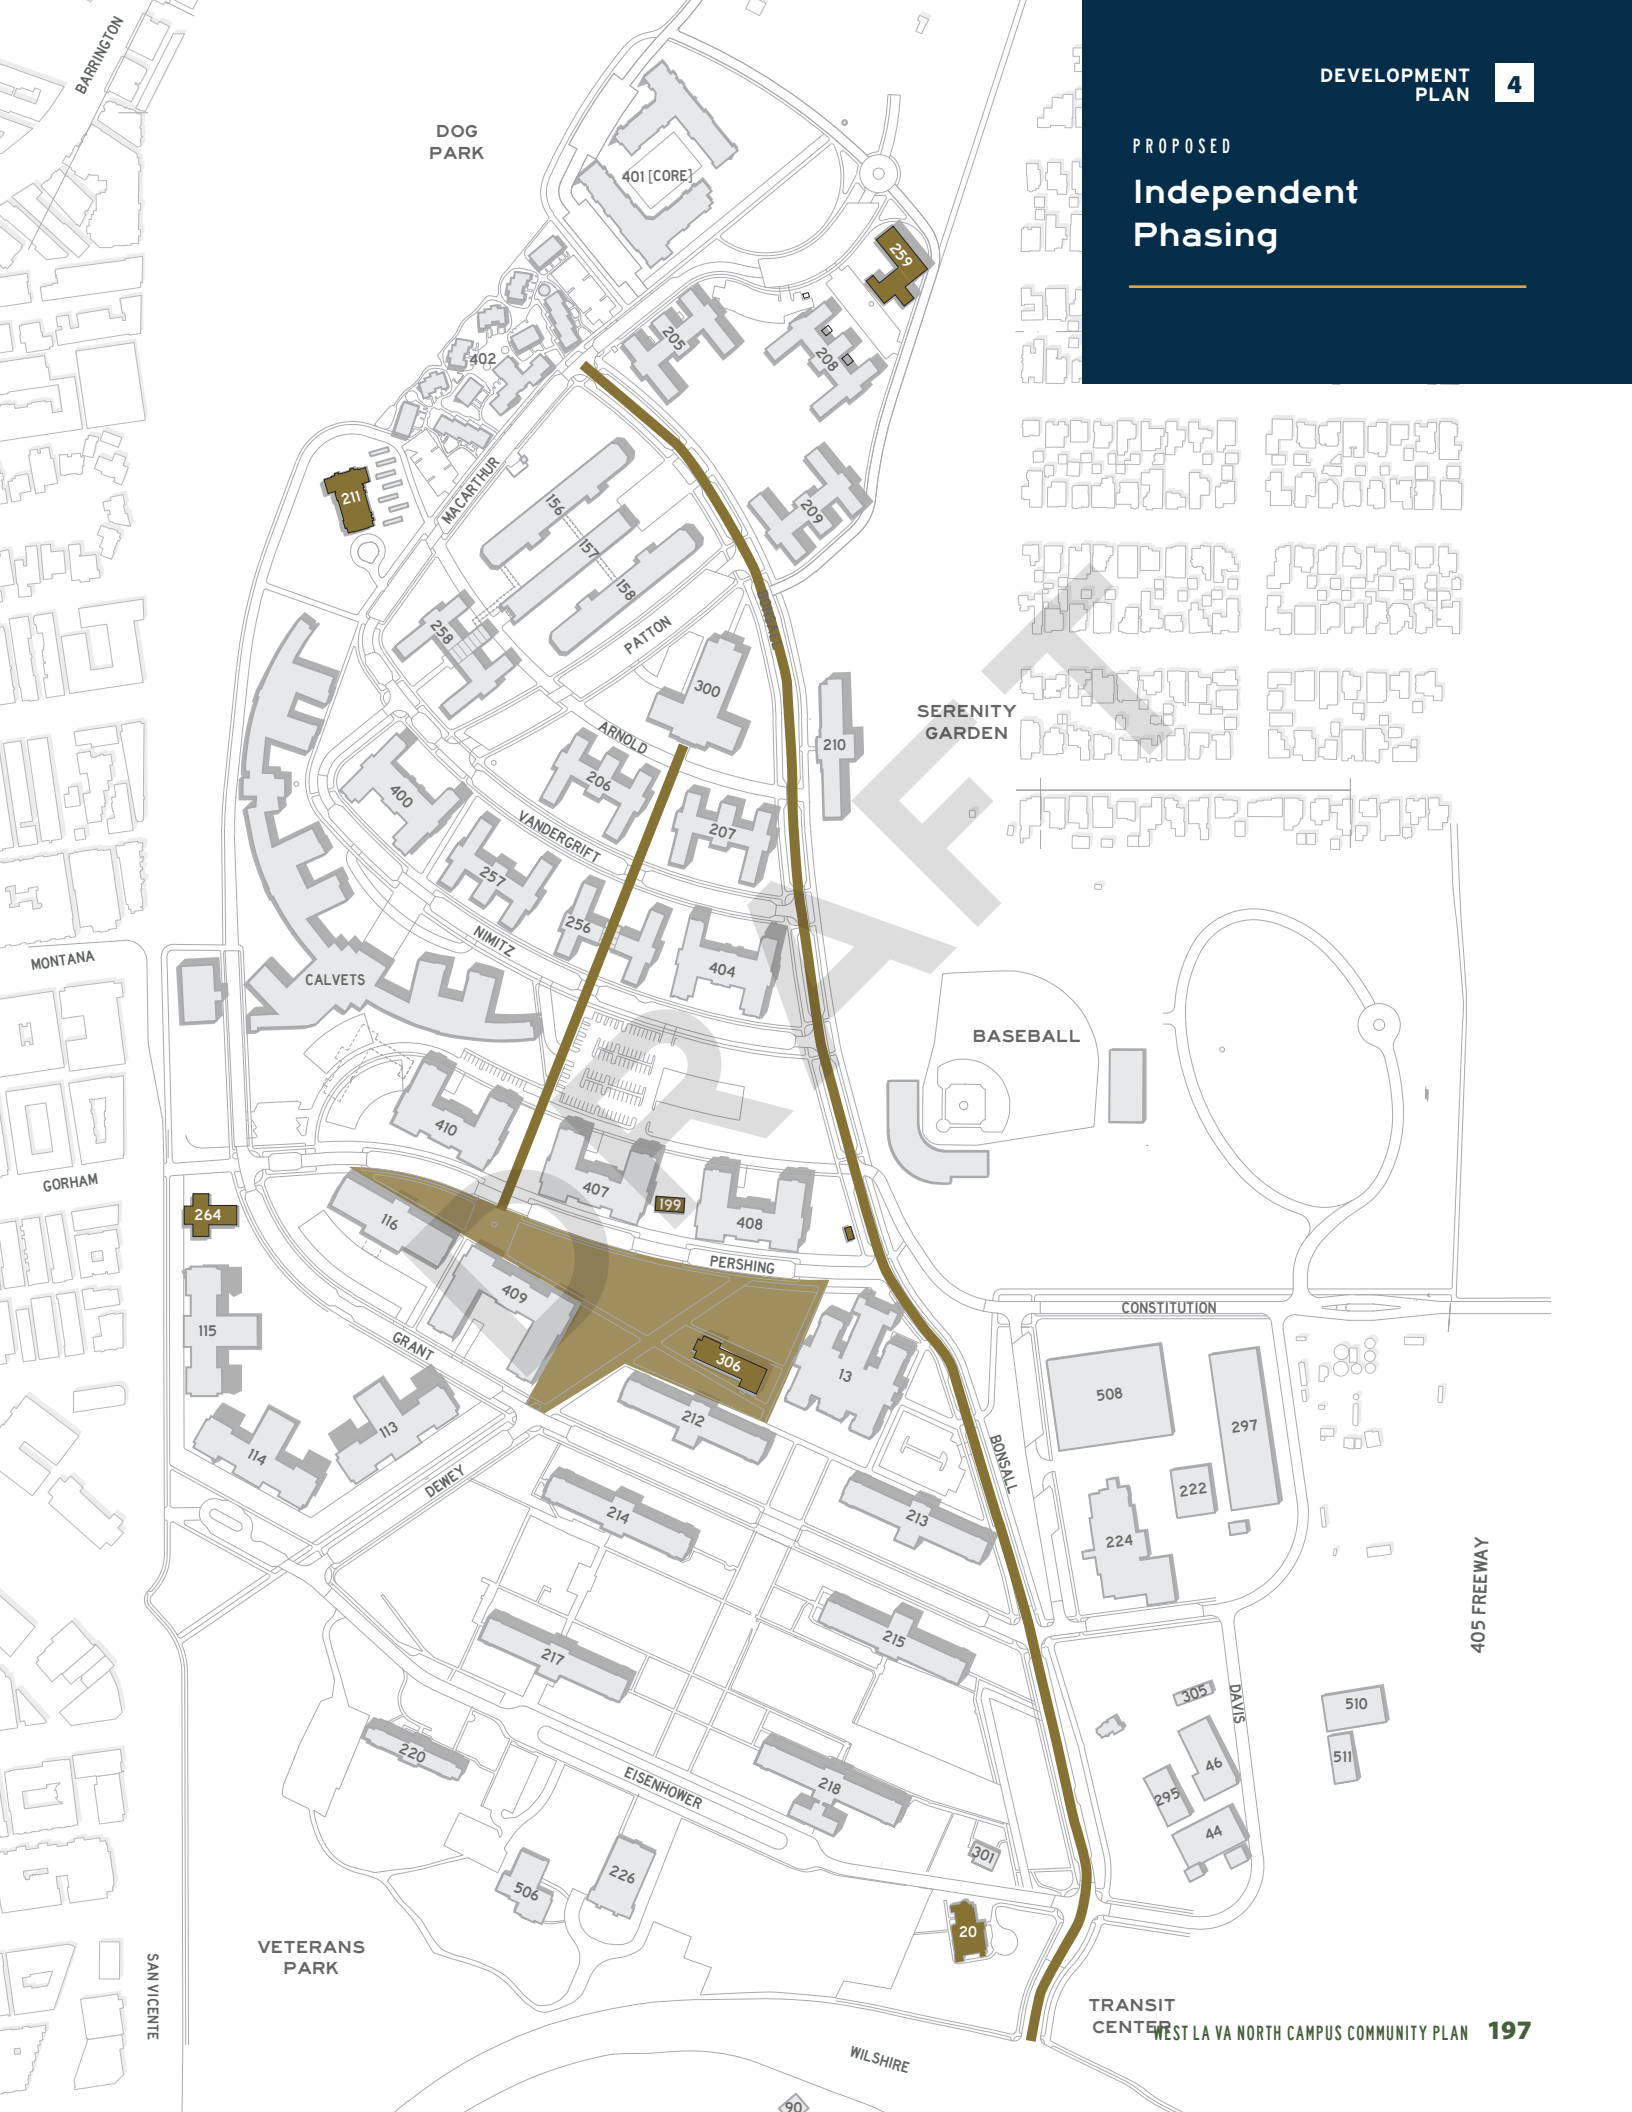 BARRINGTON
DEVELOPMENT
PLAN
4
PROPOSED
Independent
Phasing
DOG
PARK
401 [CORE]
259
205
208
402
211
MACARTHUR
156
157
158
209
258
PATTON
BONSALL
300
210
SERENITY
GARDEN
ARNOLD
206
207
400
VANDERGRIFT
257
256
404
NIMITZ
MONTANA
CALVETS
BASEBALL
410
407
199
408
GORHAM
264
116
PERSHING
409
CONSTITUTION
115
GRANT
306
13
508
297
212
113
114
DEWEY
BONSALL
222
214
213
224
405 FREEWAY
217
215
305
DAVIS
510
511
220
EISENHOWER
218
46
295
44
301
506
226
20
VETERANS
PARK
SAN VICENTE
TRANSIT
CENTER
WEST LA VA NORTH CAMPUS COMMUNITY PLAN 197
WILSHIRE
90
DRAFT